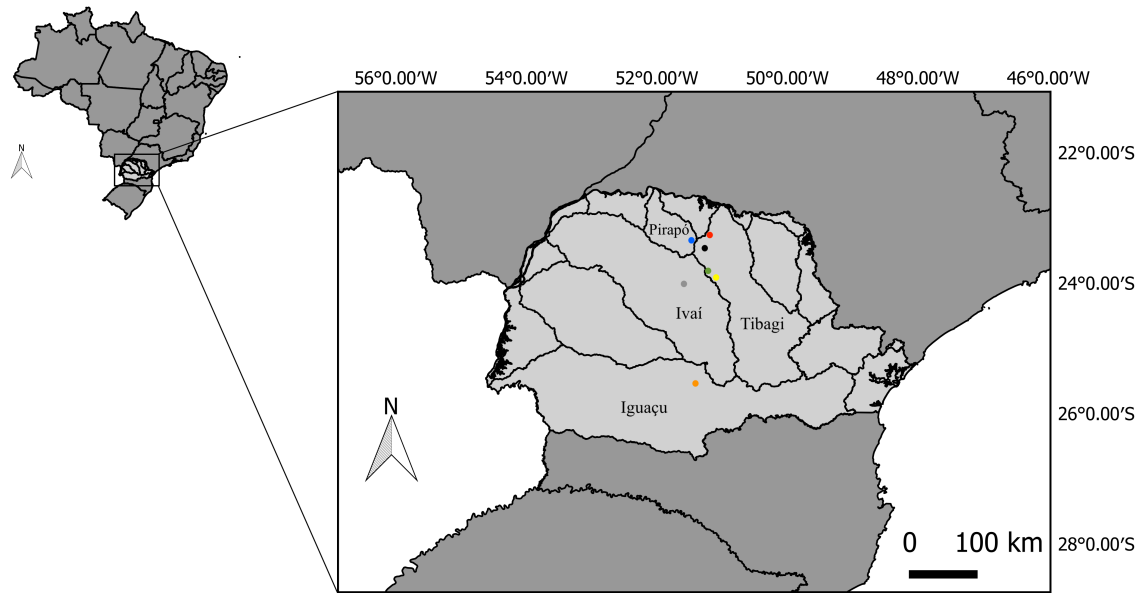 56°0.00′W 54°0.00′W 52°0.00′W 50°0.00′W 48°0.00′W 46°0.00′W
N
22°0.00′S
Pirapó
24°0.00′S
Ivaí
Tibagi
N
Iguaçu
26°0.00′S
0 100 km
28°0.00′S